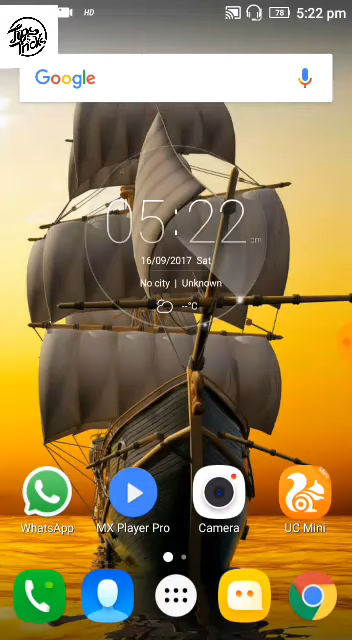 Tips
Tricks
HD
78
5:22 pm
Google
05:22
pm
16/09/2017 Sat
No city | Unknown
--°C
WhatsApp
MX Player Pro
Camera
UC Mini